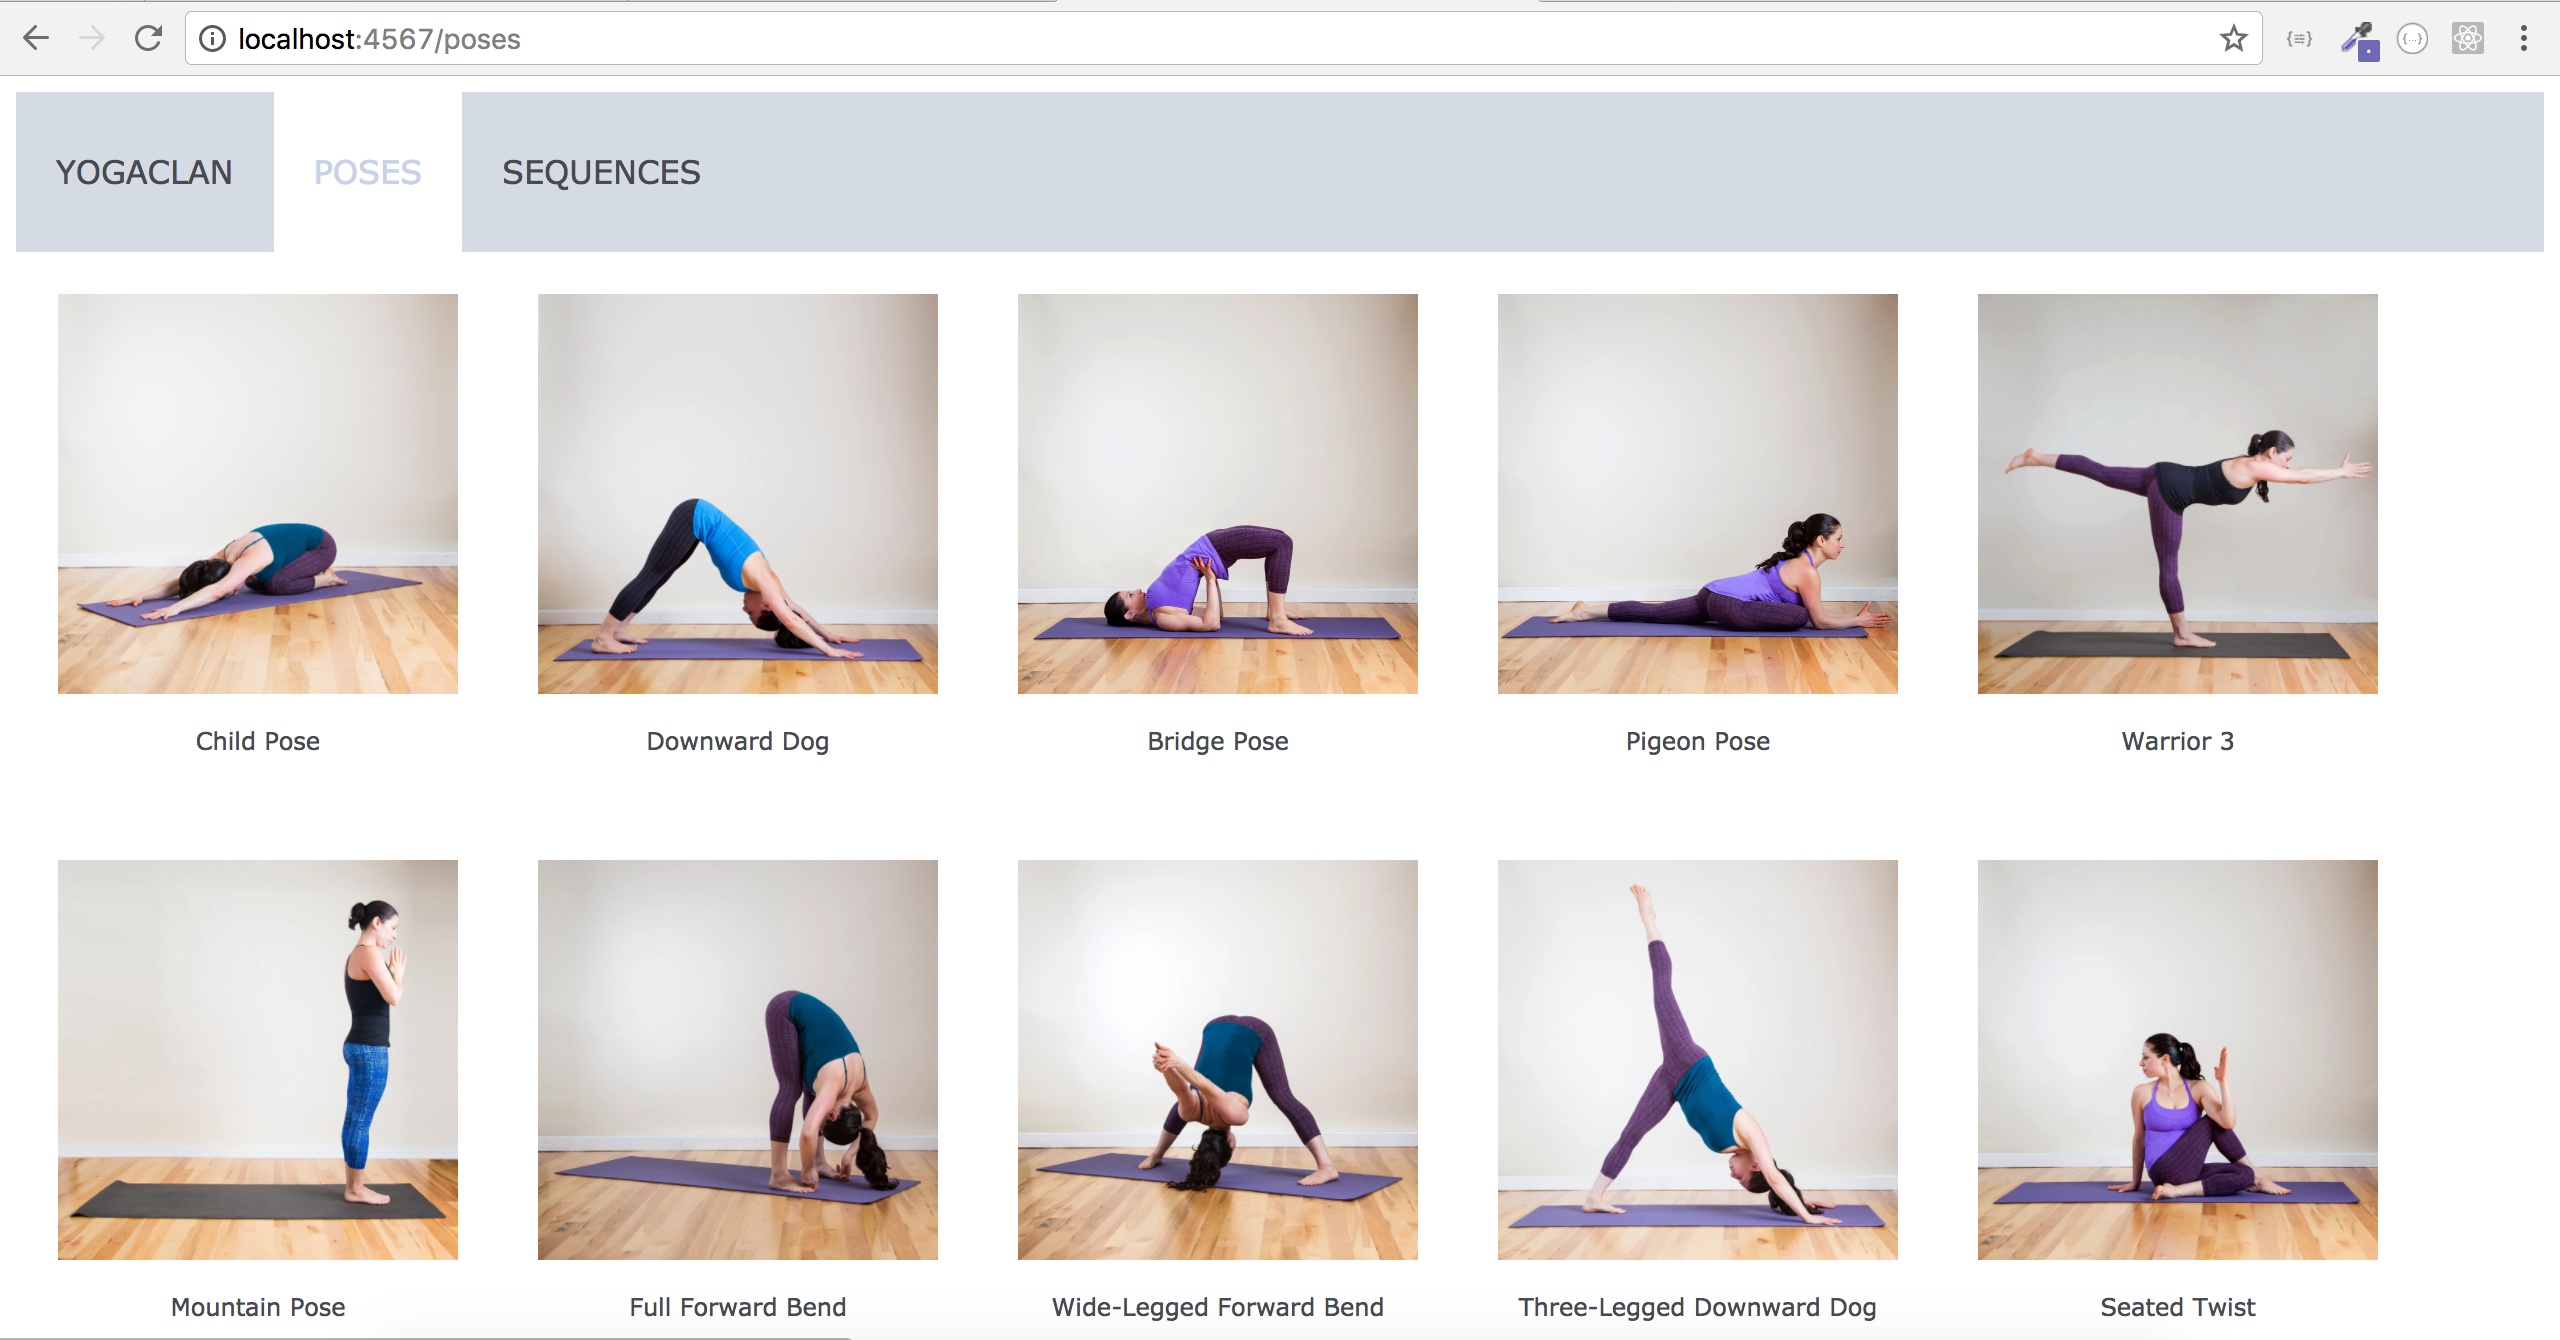 localhost:4567/poses
YOGACLAN POSES SEQUENCES
Child Pose Downward Dog Bridge Pose Pigeon Pose Warrior 3
Mountain Pose Full Forward Bend Wide-Legged Forward Bend Three-Legged Downward Dog Seated Twist